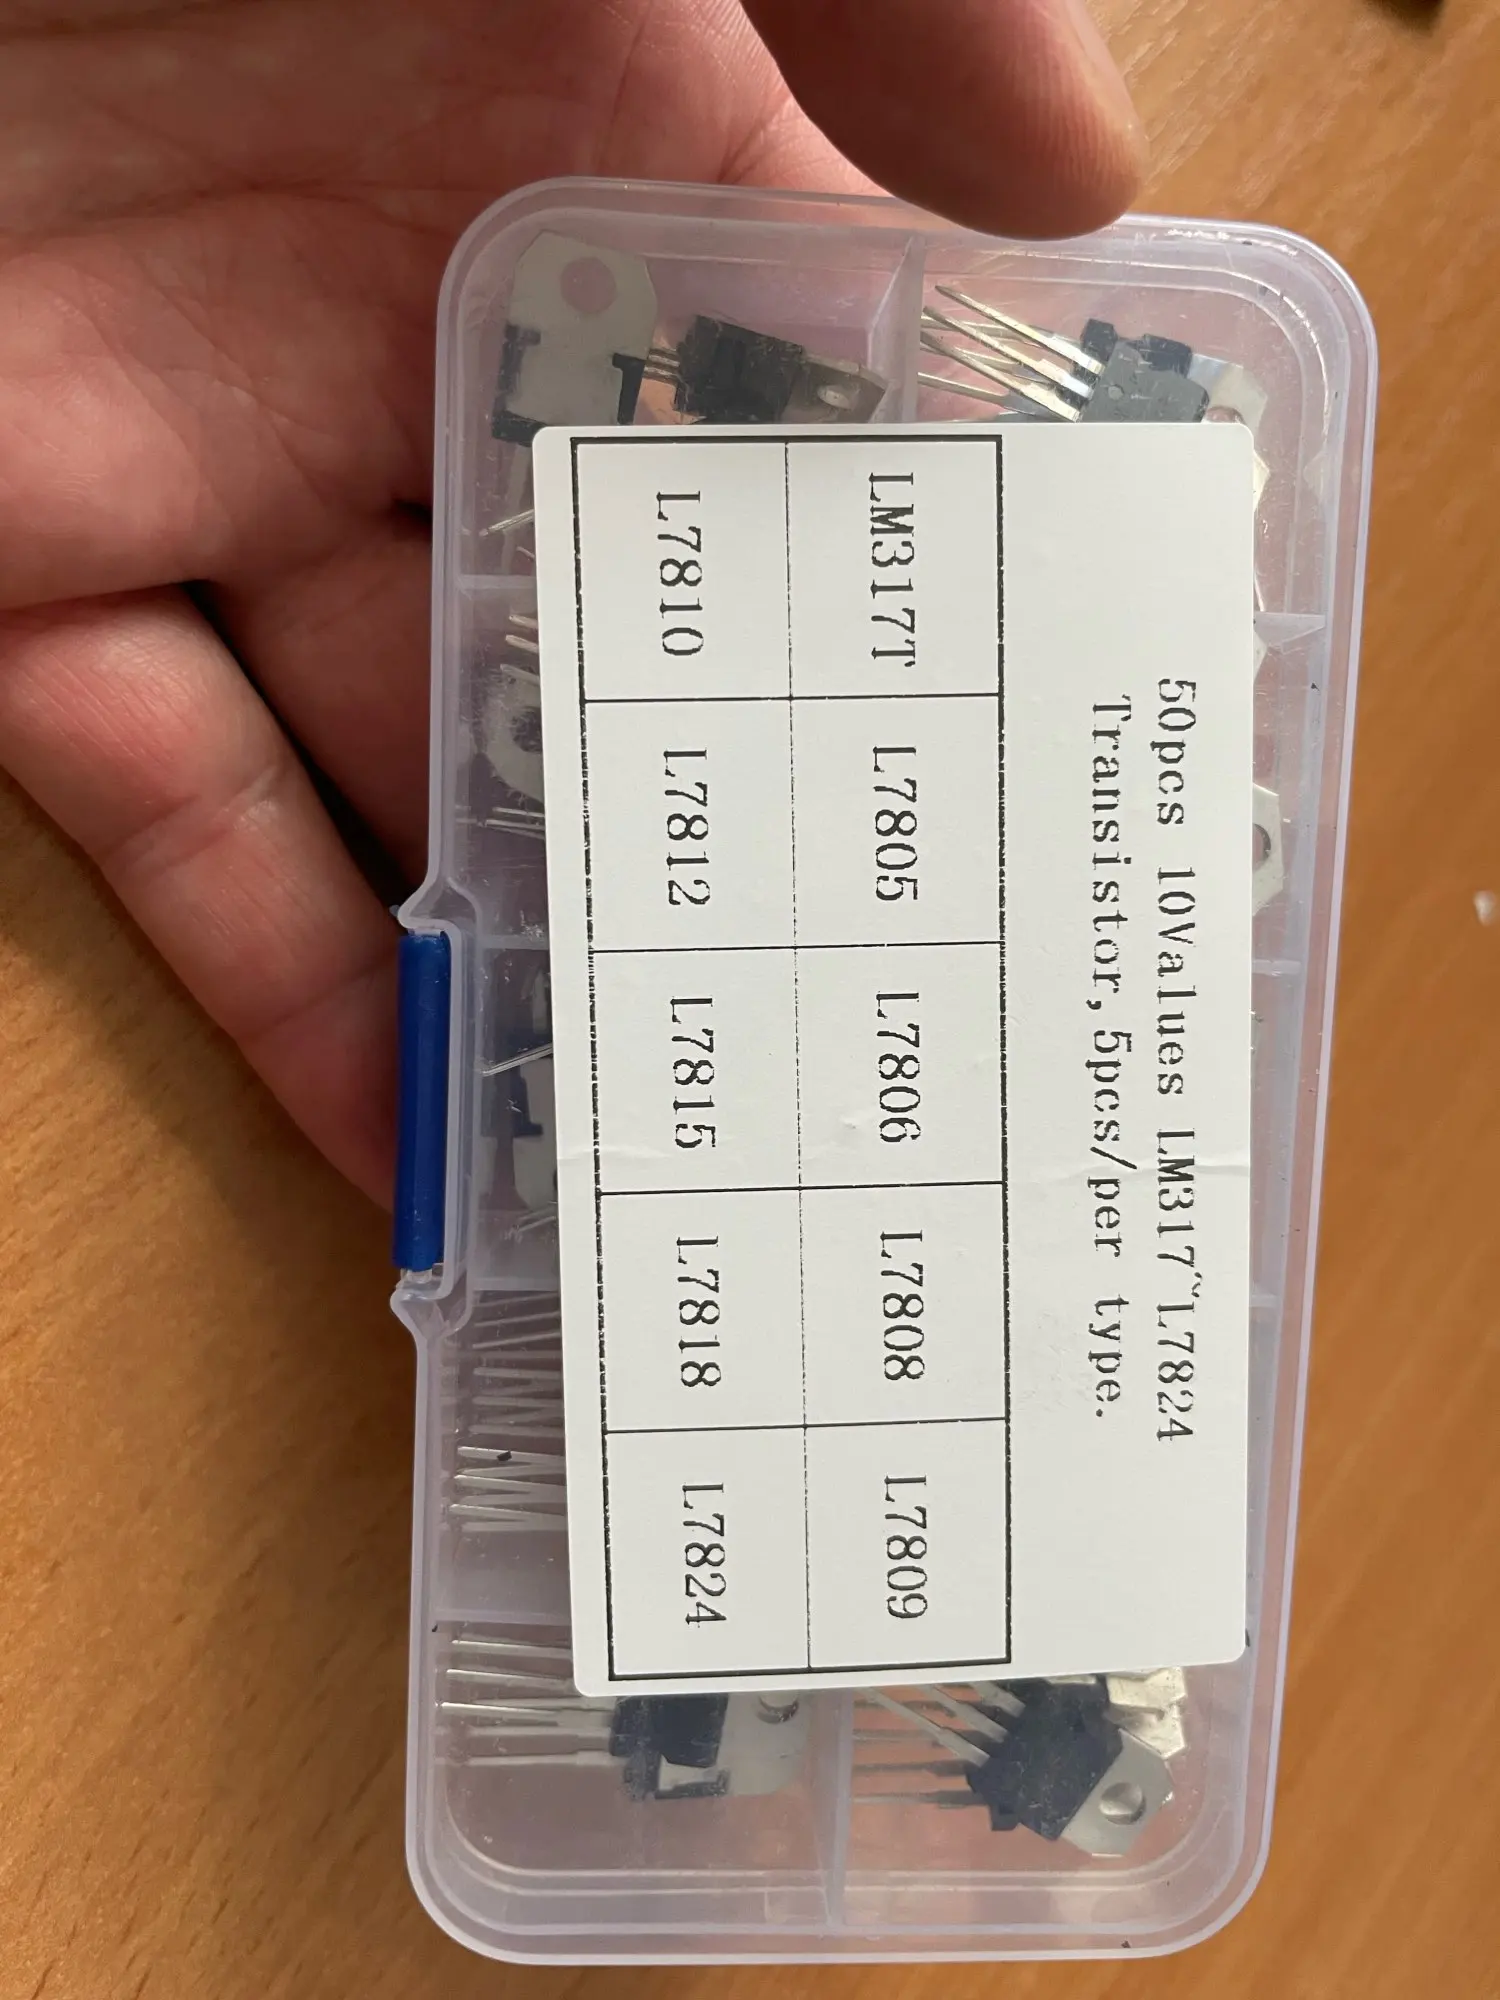 50pcs 10Values LM317~L7824
Transistor,5pcs/per type.
LM317T L7805 L7806 L7808 L7809
L7810 L7812 L7815 L7818 L7824